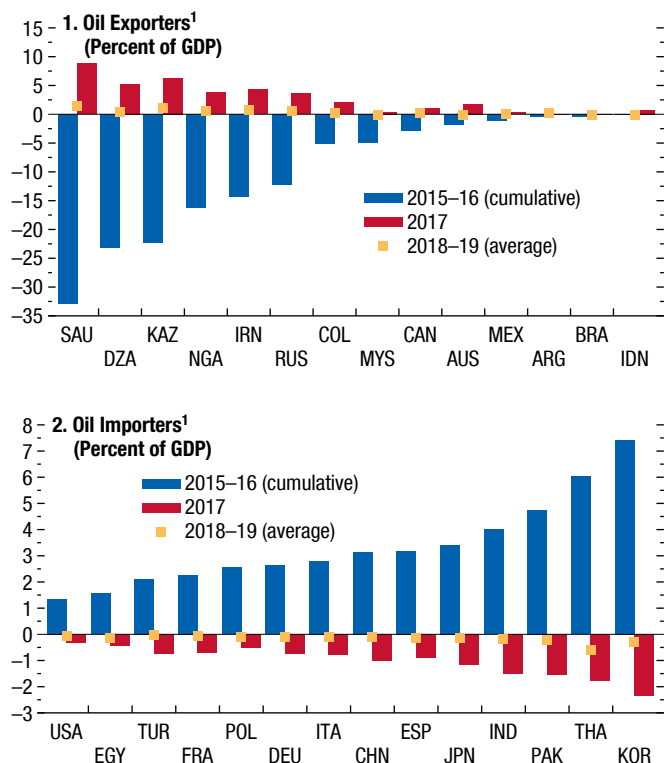 1. Oil Exporters¹
(Percent of GDP)
15
10
5
0
–5
–10
–15
–20
–25
–30
–35
2015–16 (cumulative)
2017
2018–19 (average)
SAU KAZ IRN COL CAN MEX BRA
DZA NGA RUS MYS AUS ARG IDN
2. Oil Importers¹
(Percent of GDP)
8
7
6
5
4
3
2
1
0
–1
–2
–3
2015–16 (cumulative)
2017
2018–19 (average)
USA TUR POL ITA ESP IND THA
EGY FRA DEU CHN JPN PAK KOR